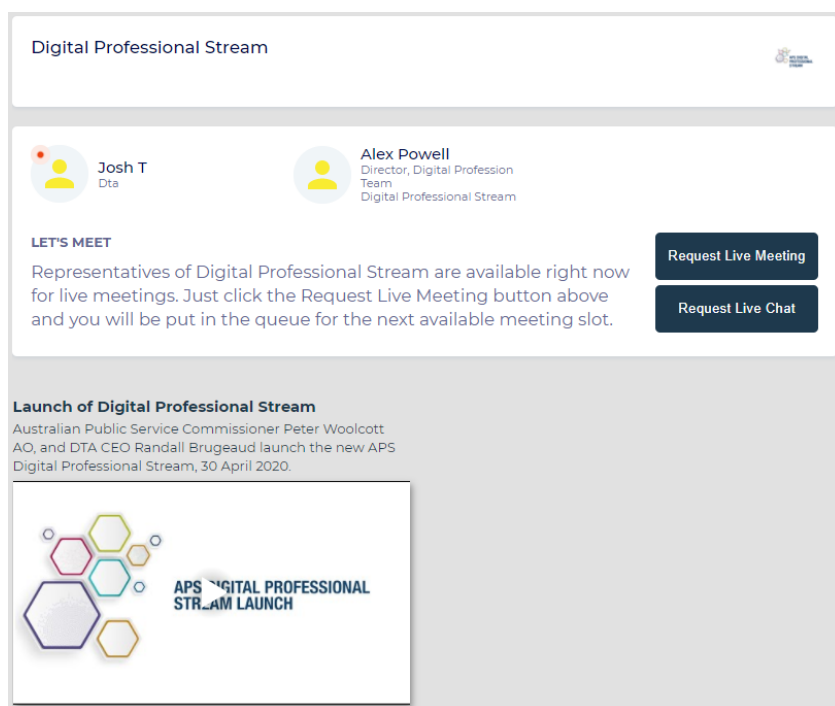 Digital Professional Stream
APS DIGITAL
PROFESSIONAL
STREAM
Josh T
Dta
Alex Powell
Director, Digital Profession
Team
Digital Professional Stream
LET'S MEET
Representatives of Digital Professional Stream are available right now
for live meetings. Just click the Request Live Meeting button above
and you will be put in the queue for the next available meeting slot.
Request Live Meeting
Request Live Chat
Launch of Digital Professional Stream
Australian Public Service Commissioner Peter Woolcott
AO, and DTA CEO Randall Brugeaud launch the new APS
Digital Professional Stream, 30 April 2020.
APS DIGITAL PROFESSIONAL
STREAM LAUNCH